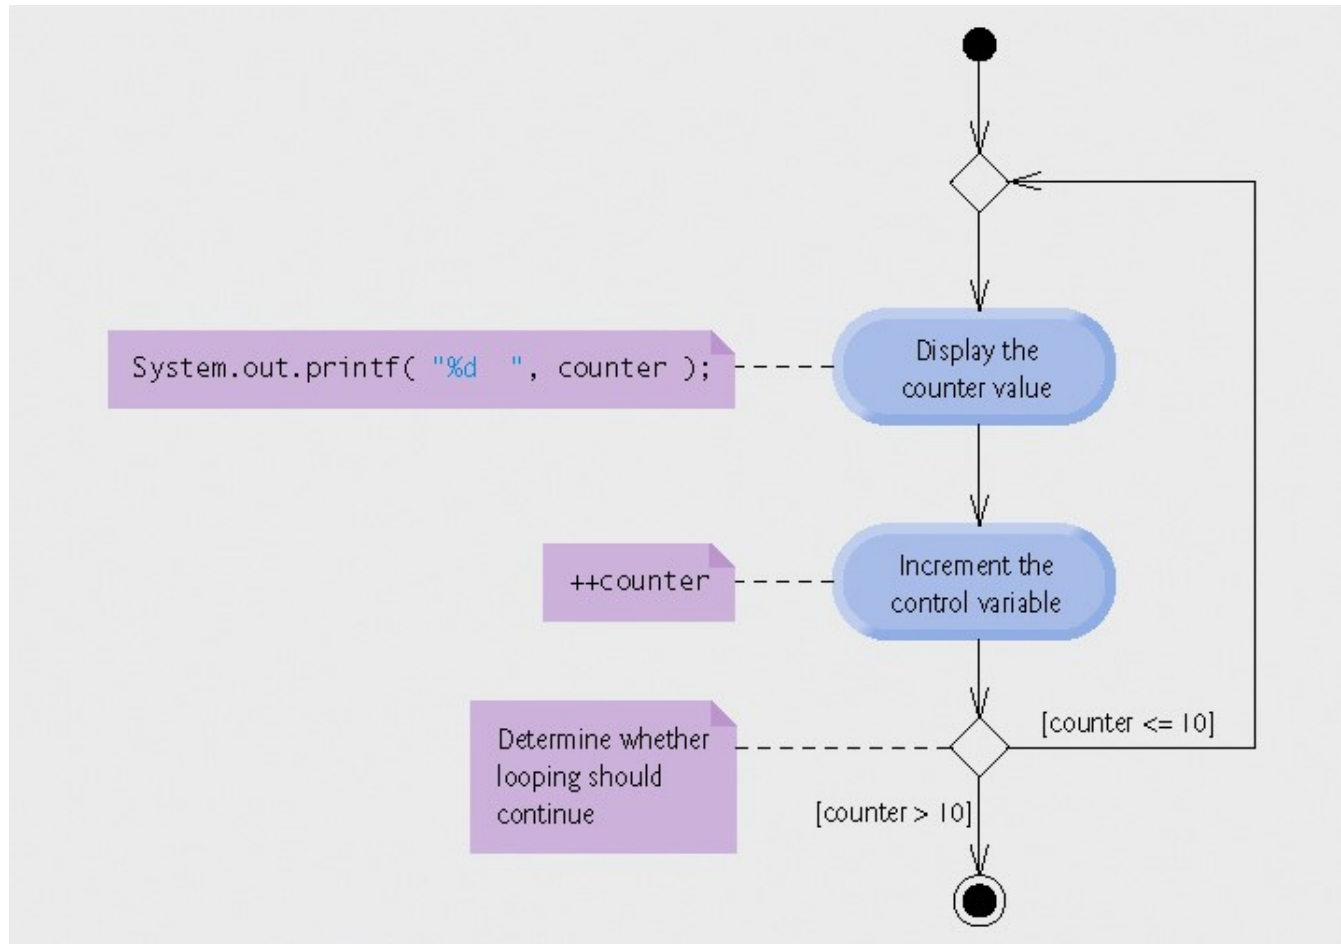 System.out.printf( "%d  ", counter );
Display the
counter value
++counter
Increment the
control variable
Determine whether
looping should
continue
[counter <= 10]
[counter > 10]